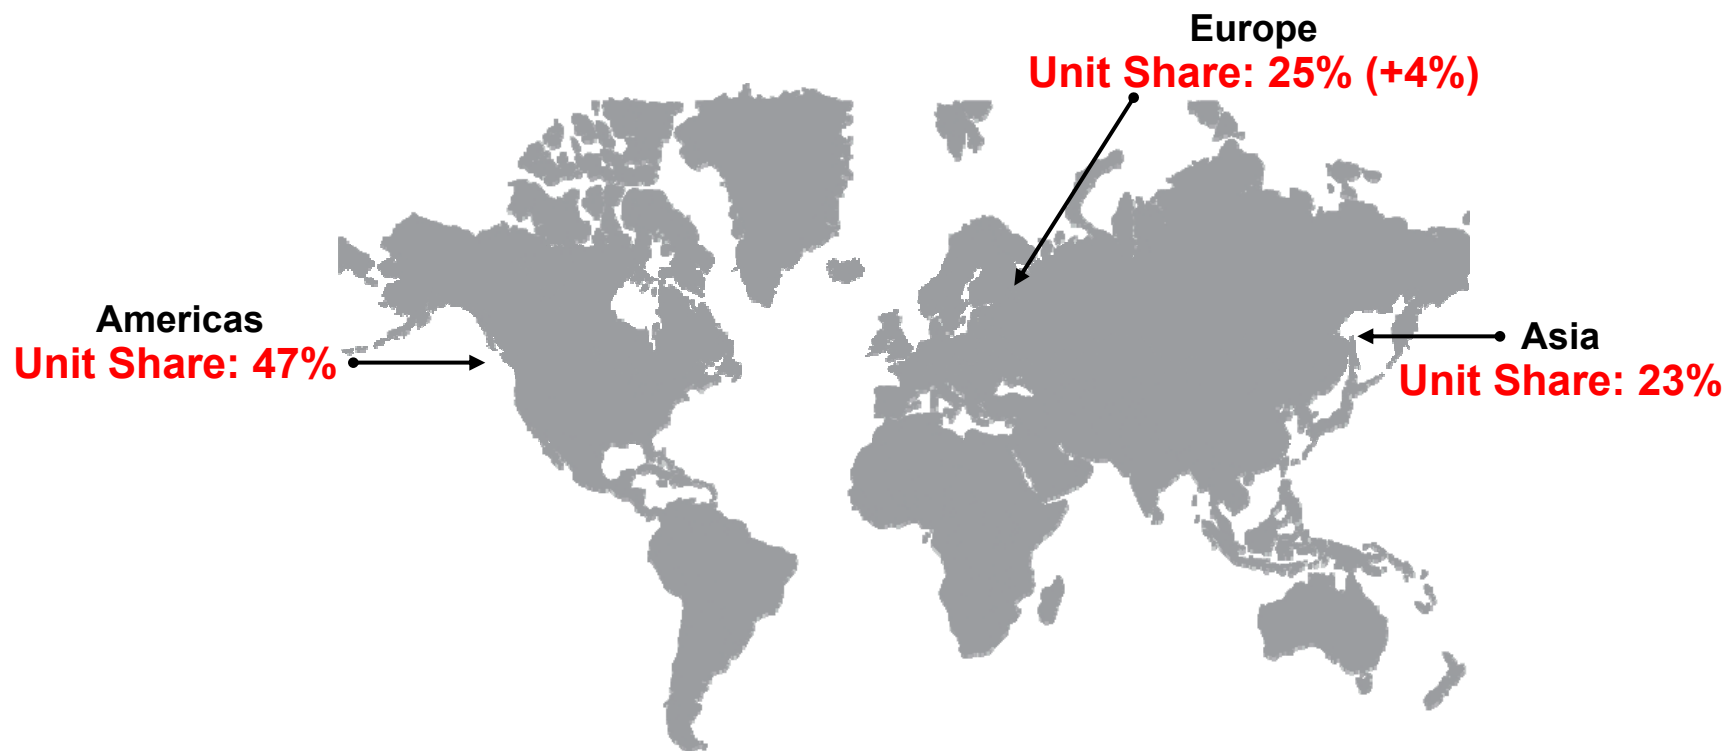 Europe
Unit Share: 25% (+4%)
Americas
Unit Share: 47%
Asia
Unit Share: 23%